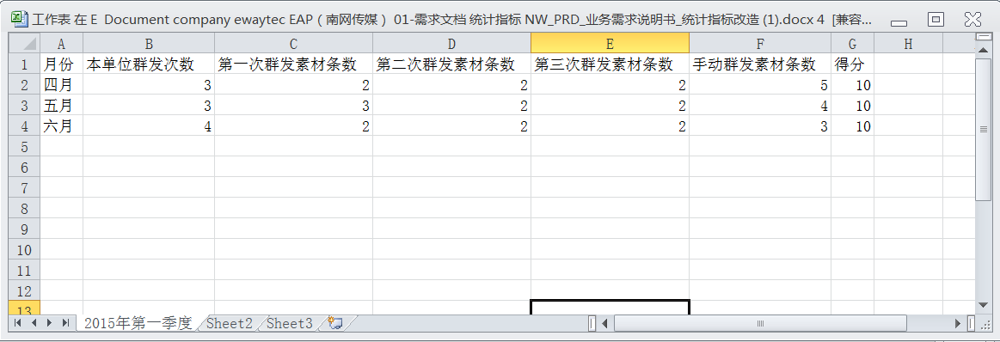 工作表 在 E Document company ewaytec EAP（南网传媒） 01-需求文档 统计指标 NW_PRD_业务需求说明书_统计指标改造 (1).docx 4 [兼容...
A B C D E F G H
1 月份 本单位群发次数 第一次群发素材条数 第二次群发素材条数 第三次群发素材条数 手动群发素材条数 得分
2 四月 3 2 2 2 5 10
3 五月 3 3 2 2 4 10
4 六月 4 2 2 2 3 10
5
6
7
8
9
10
11
12
13
2015年第一季度 Sheet2 Sheet3